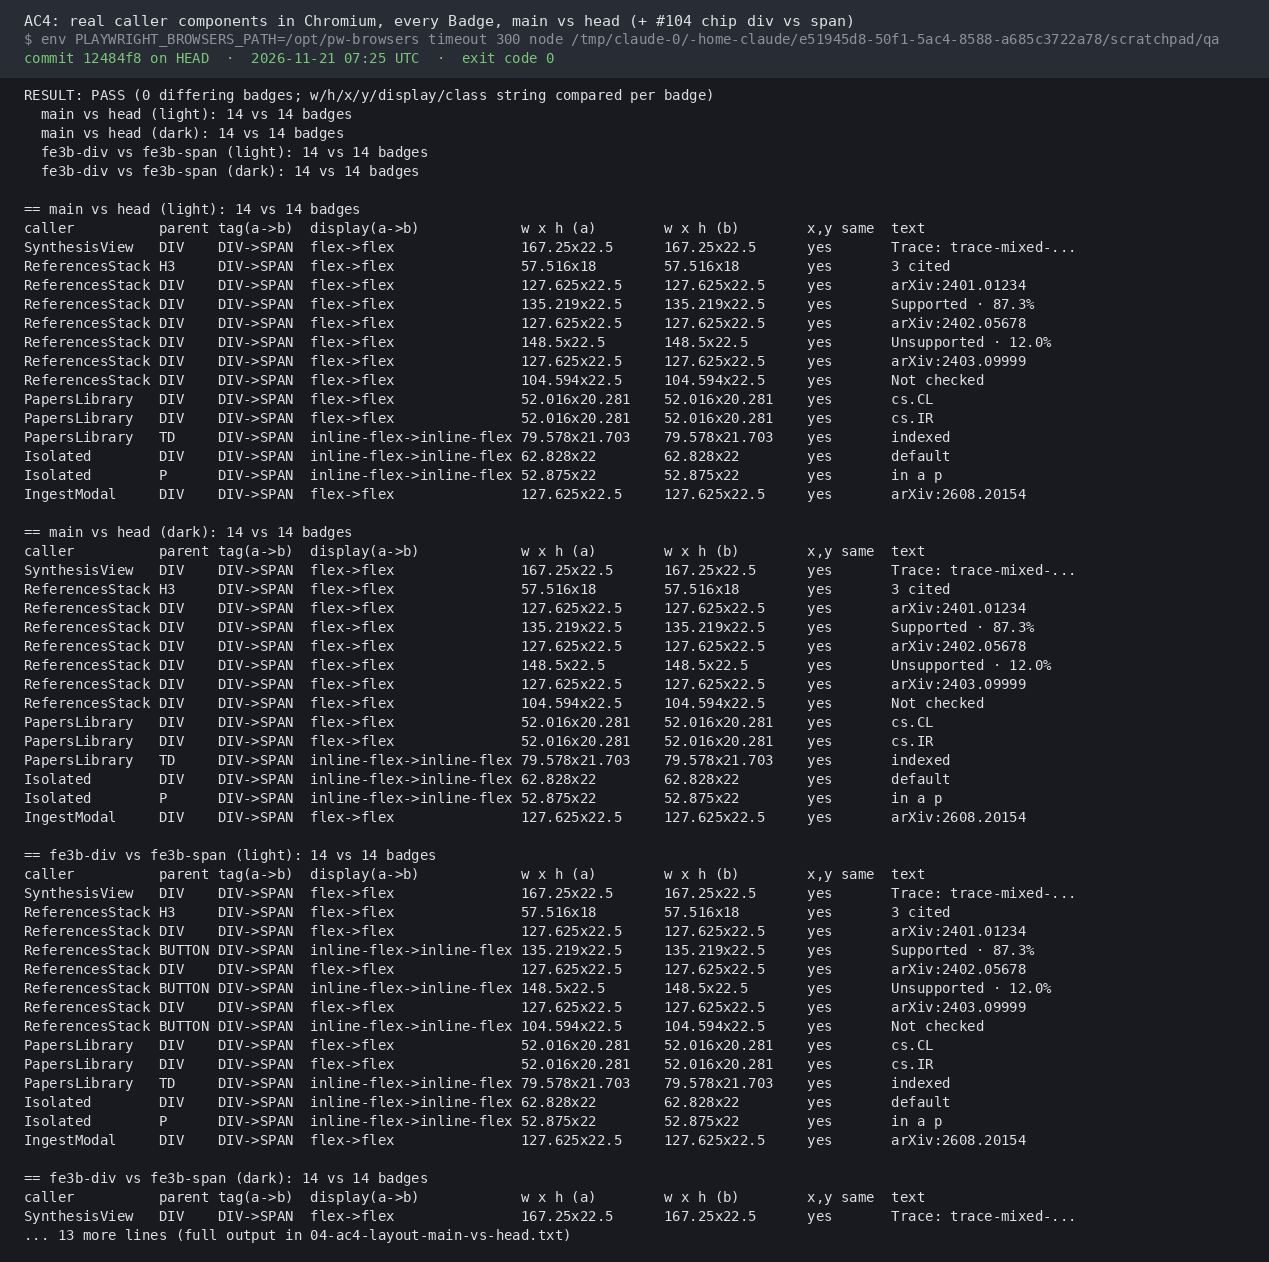 AC4: real caller components in Chromium, every Badge, main vs head (+ #104 chip div vs span)
$ env PLAYWRIGHT_BROWSERS_PATH=/opt/pw-browsers timeout 300 node /tmp/claude-0/-home-claude/e51945d8-50f1-5ac4-8588-a685c3722a78/scratchpad/qa
commit 12484f8 on HEAD  ·  2026-11-21 07:25 UTC  ·  exit code 0
RESULT: PASS (0 differing badges; w/h/x/y/display/class string compared per badge)
  main vs head (light): 14 vs 14 badges
  main vs head (dark): 14 vs 14 badges
  fe3b-div vs fe3b-span (light): 14 vs 14 badges
  fe3b-div vs fe3b-span (dark): 14 vs 14 badges
== main vs head (light): 14 vs 14 badges
caller          parent tag(a->b)  display(a->b)            w x h (a)        w x h (b)        x,y same  text
SynthesisView   DIV    DIV->SPAN  flex->flex               167.25x22.5      167.25x22.5      yes       Trace: trace-mixed-...
ReferencesStack H3     DIV->SPAN  flex->flex               57.516x18        57.516x18        yes       3 cited
ReferencesStack DIV    DIV->SPAN  flex->flex               127.625x22.5     127.625x22.5     yes       arXiv:2401.01234
ReferencesStack DIV    DIV->SPAN  flex->flex               135.219x22.5     135.219x22.5     yes       Supported · 87.3%
ReferencesStack DIV    DIV->SPAN  flex->flex               127.625x22.5     127.625x22.5     yes       arXiv:2402.05678
ReferencesStack DIV    DIV->SPAN  flex->flex               148.5x22.5       148.5x22.5       yes       Unsupported · 12.0%
ReferencesStack DIV    DIV->SPAN  flex->flex               127.625x22.5     127.625x22.5     yes       arXiv:2403.09999
ReferencesStack DIV    DIV->SPAN  flex->flex               104.594x22.5     104.594x22.5     yes       Not checked
PapersLibrary   DIV    DIV->SPAN  flex->flex               52.016x20.281    52.016x20.281    yes       cs.CL
PapersLibrary   DIV    DIV->SPAN  flex->flex               52.016x20.281    52.016x20.281    yes       cs.IR
PapersLibrary   TD     DIV->SPAN  inline-flex->inline-flex 79.578x21.703    79.578x21.703    yes       indexed
Isolated        DIV    DIV->SPAN  inline-flex->inline-flex 62.828x22        62.828x22        yes       default
Isolated        P      DIV->SPAN  inline-flex->inline-flex 52.875x22        52.875x22        yes       in a p
IngestModal     DIV    DIV->SPAN  flex->flex               127.625x22.5     127.625x22.5     yes       arXiv:2608.20154
== main vs head (dark): 14 vs 14 badges
caller          parent tag(a->b)  display(a->b)            w x h (a)        w x h (b)        x,y same  text
SynthesisView   DIV    DIV->SPAN  flex->flex               167.25x22.5      167.25x22.5      yes       Trace: trace-mixed-...
ReferencesStack H3     DIV->SPAN  flex->flex               57.516x18        57.516x18        yes       3 cited
ReferencesStack DIV    DIV->SPAN  flex->flex               127.625x22.5     127.625x22.5     yes       arXiv:2401.01234
ReferencesStack DIV    DIV->SPAN  flex->flex               135.219x22.5     135.219x22.5     yes       Supported · 87.3%
ReferencesStack DIV    DIV->SPAN  flex->flex               127.625x22.5     127.625x22.5     yes       arXiv:2402.05678
ReferencesStack DIV    DIV->SPAN  flex->flex               148.5x22.5       148.5x22.5       yes       Unsupported · 12.0%
ReferencesStack DIV    DIV->SPAN  flex->flex               127.625x22.5     127.625x22.5     yes       arXiv:2403.09999
ReferencesStack DIV    DIV->SPAN  flex->flex               104.594x22.5     104.594x22.5     yes       Not checked
PapersLibrary   DIV    DIV->SPAN  flex->flex               52.016x20.281    52.016x20.281    yes       cs.CL
PapersLibrary   DIV    DIV->SPAN  flex->flex               52.016x20.281    52.016x20.281    yes       cs.IR
PapersLibrary   TD     DIV->SPAN  inline-flex->inline-flex 79.578x21.703    79.578x21.703    yes       indexed
Isolated        DIV    DIV->SPAN  inline-flex->inline-flex 62.828x22        62.828x22        yes       default
Isolated        P      DIV->SPAN  inline-flex->inline-flex 52.875x22        52.875x22        yes       in a p
IngestModal     DIV    DIV->SPAN  flex->flex               127.625x22.5     127.625x22.5     yes       arXiv:2608.20154
== fe3b-div vs fe3b-span (light): 14 vs 14 badges
caller          parent tag(a->b)  display(a->b)            w x h (a)        w x h (b)        x,y same  text
SynthesisView   DIV    DIV->SPAN  flex->flex               167.25x22.5      167.25x22.5      yes       Trace: trace-mixed-...
ReferencesStack H3     DIV->SPAN  flex->flex               57.516x18        57.516x18        yes       3 cited
ReferencesStack DIV    DIV->SPAN  flex->flex               127.625x22.5     127.625x22.5     yes       arXiv:2401.01234
ReferencesStack BUTTON DIV->SPAN  inline-flex->inline-flex 135.219x22.5     135.219x22.5     yes       Supported · 87.3%
ReferencesStack DIV    DIV->SPAN  flex->flex               127.625x22.5     127.625x22.5     yes       arXiv:2402.05678
ReferencesStack BUTTON DIV->SPAN  inline-flex->inline-flex 148.5x22.5       148.5x22.5       yes       Unsupported · 12.0%
ReferencesStack DIV    DIV->SPAN  flex->flex               127.625x22.5     127.625x22.5     yes       arXiv:2403.09999
ReferencesStack BUTTON DIV->SPAN  inline-flex->inline-flex 104.594x22.5     104.594x22.5     yes       Not checked
PapersLibrary   DIV    DIV->SPAN  flex->flex               52.016x20.281    52.016x20.281    yes       cs.CL
PapersLibrary   DIV    DIV->SPAN  flex->flex               52.016x20.281    52.016x20.281    yes       cs.IR
PapersLibrary   TD     DIV->SPAN  inline-flex->inline-flex 79.578x21.703    79.578x21.703    yes       indexed
Isolated        DIV    DIV->SPAN  inline-flex->inline-flex 62.828x22        62.828x22        yes       default
Isolated        P      DIV->SPAN  inline-flex->inline-flex 52.875x22        52.875x22        yes       in a p
IngestModal     DIV    DIV->SPAN  flex->flex               127.625x22.5     127.625x22.5     yes       arXiv:2608.20154
== fe3b-div vs fe3b-span (dark): 14 vs 14 badges
caller          parent tag(a->b)  display(a->b)            w x h (a)        w x h (b)        x,y same  text
SynthesisView   DIV    DIV->SPAN  flex->flex               167.25x22.5      167.25x22.5      yes       Trace: trace-mixed-...
... 13 more lines (full output in 04-ac4-layout-main-vs-head.txt)